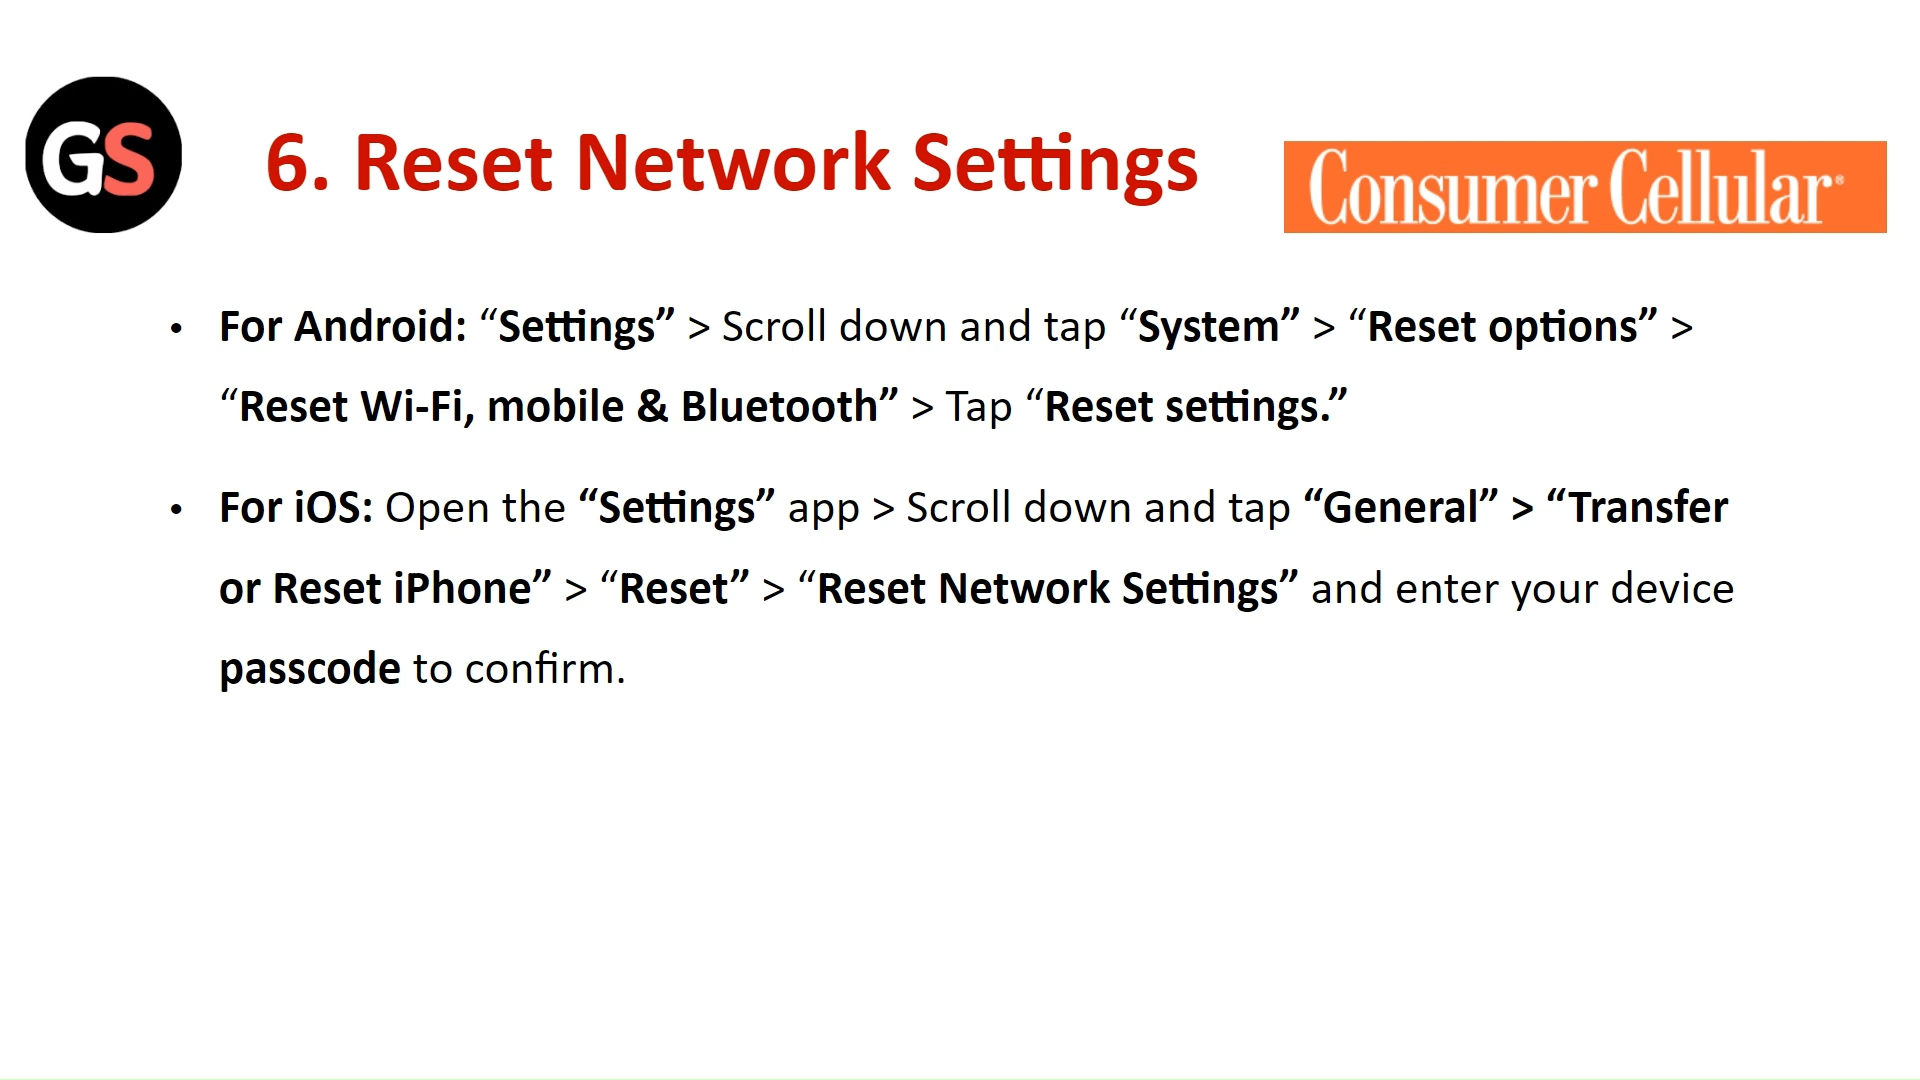 GS
6. Reset Network Settings
Consumer Cellular®
• For Android: “Settings” > Scroll down and tap “System” > “Reset options” >
“Reset Wi-Fi, mobile & Bluetooth” > Tap “Reset settings.”
• For iOS: Open the “Settings” app > Scroll down and tap “General” > “Transfer
or Reset iPhone” > “Reset” > “Reset Network Settings” and enter your device
passcode to confirm.